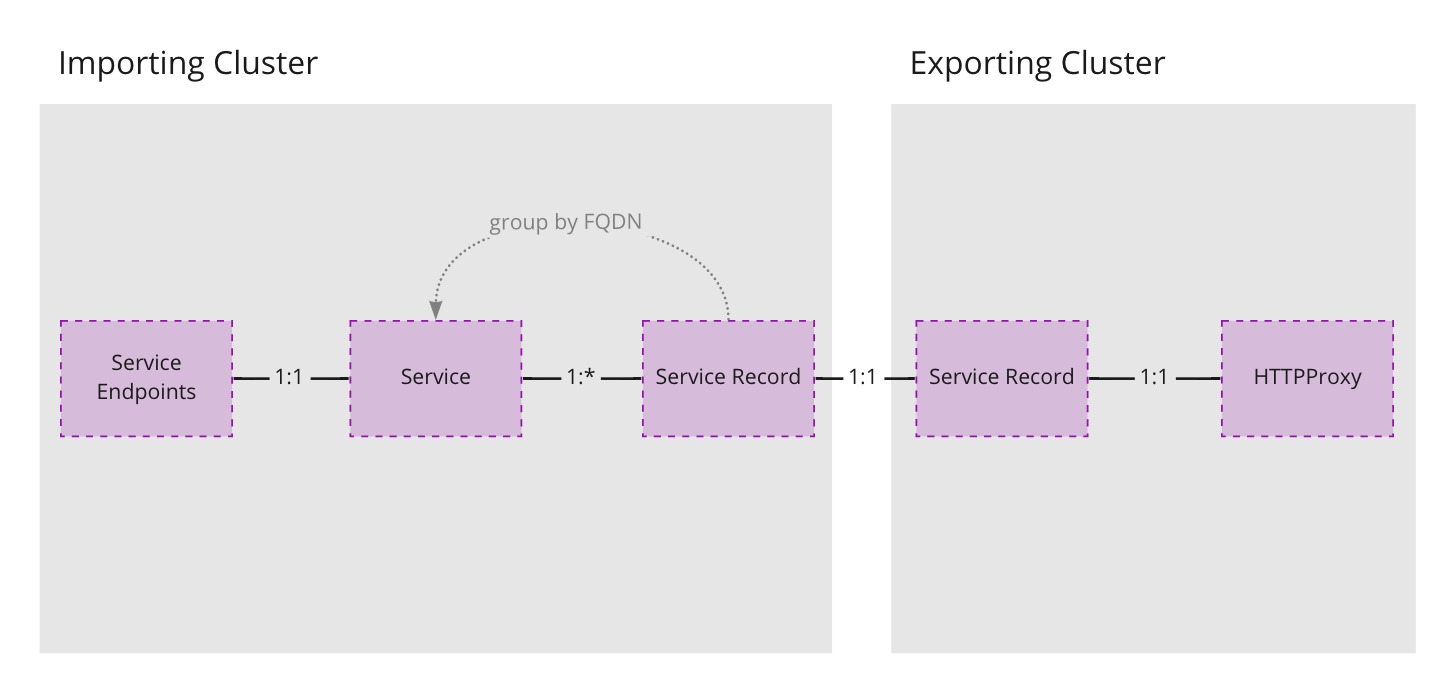 Importing Cluster
Exporting Cluster
group by FQDN
Service
Endpoints
1:1
Service
1:*
Service Record
1:1
Service Record
1:1
HTTPProxy